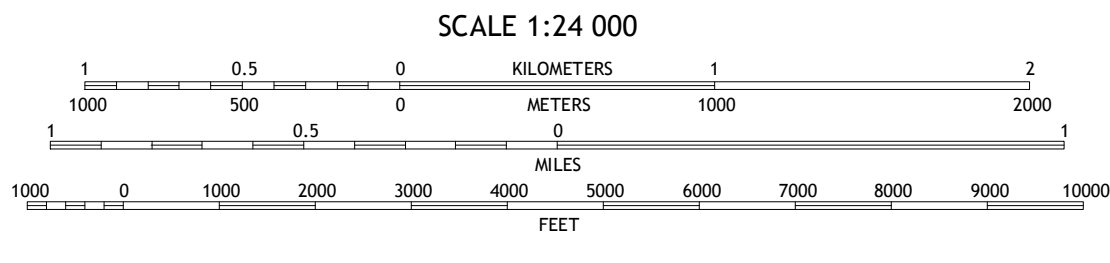 SCALE 1:24 000
1 0.5 0 KILOMETERS 1 2
1000 500 0 METERS 1000 2000
1 0.5 0 1
MILES
1000 0 1000 2000 3000 4000 5000 6000 7000 8000 9000 10000
FEET